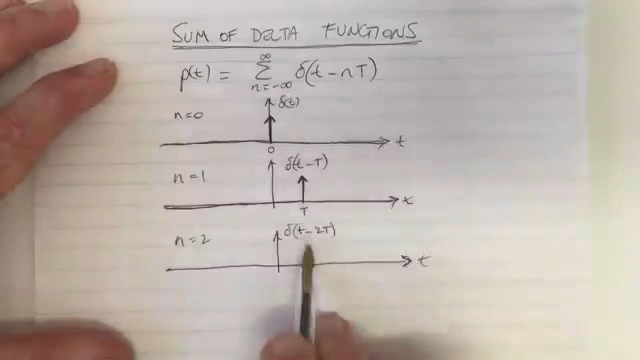 SUM OF DELTA FUNCTIONS
p(t) = ∞ ∑ n=-∞ δ(t-nT)
n=0 δ(t)
t
0
n=1 δ(t-T)
t
T
n=2 δ(t-2T)
t